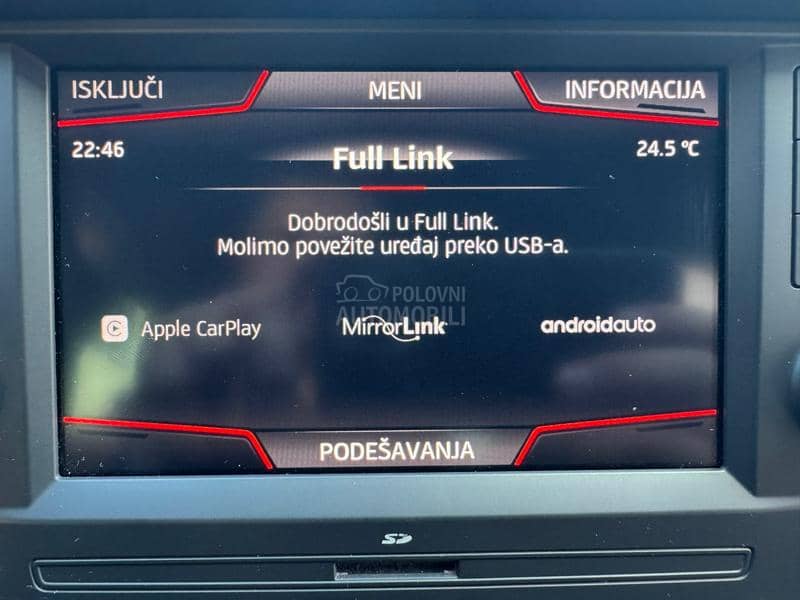 ISKLJUČI
MENI
INFORMACIJA
22:46
Full Link
24.5 °C
Dobrodošli u Full Link.
Molimo povežite uređaj preko USB-a.
POLOVNI
AUTOMOBILI
Apple CarPlay
MirrorLink
androidauto
PODEŠAVANJA
SD